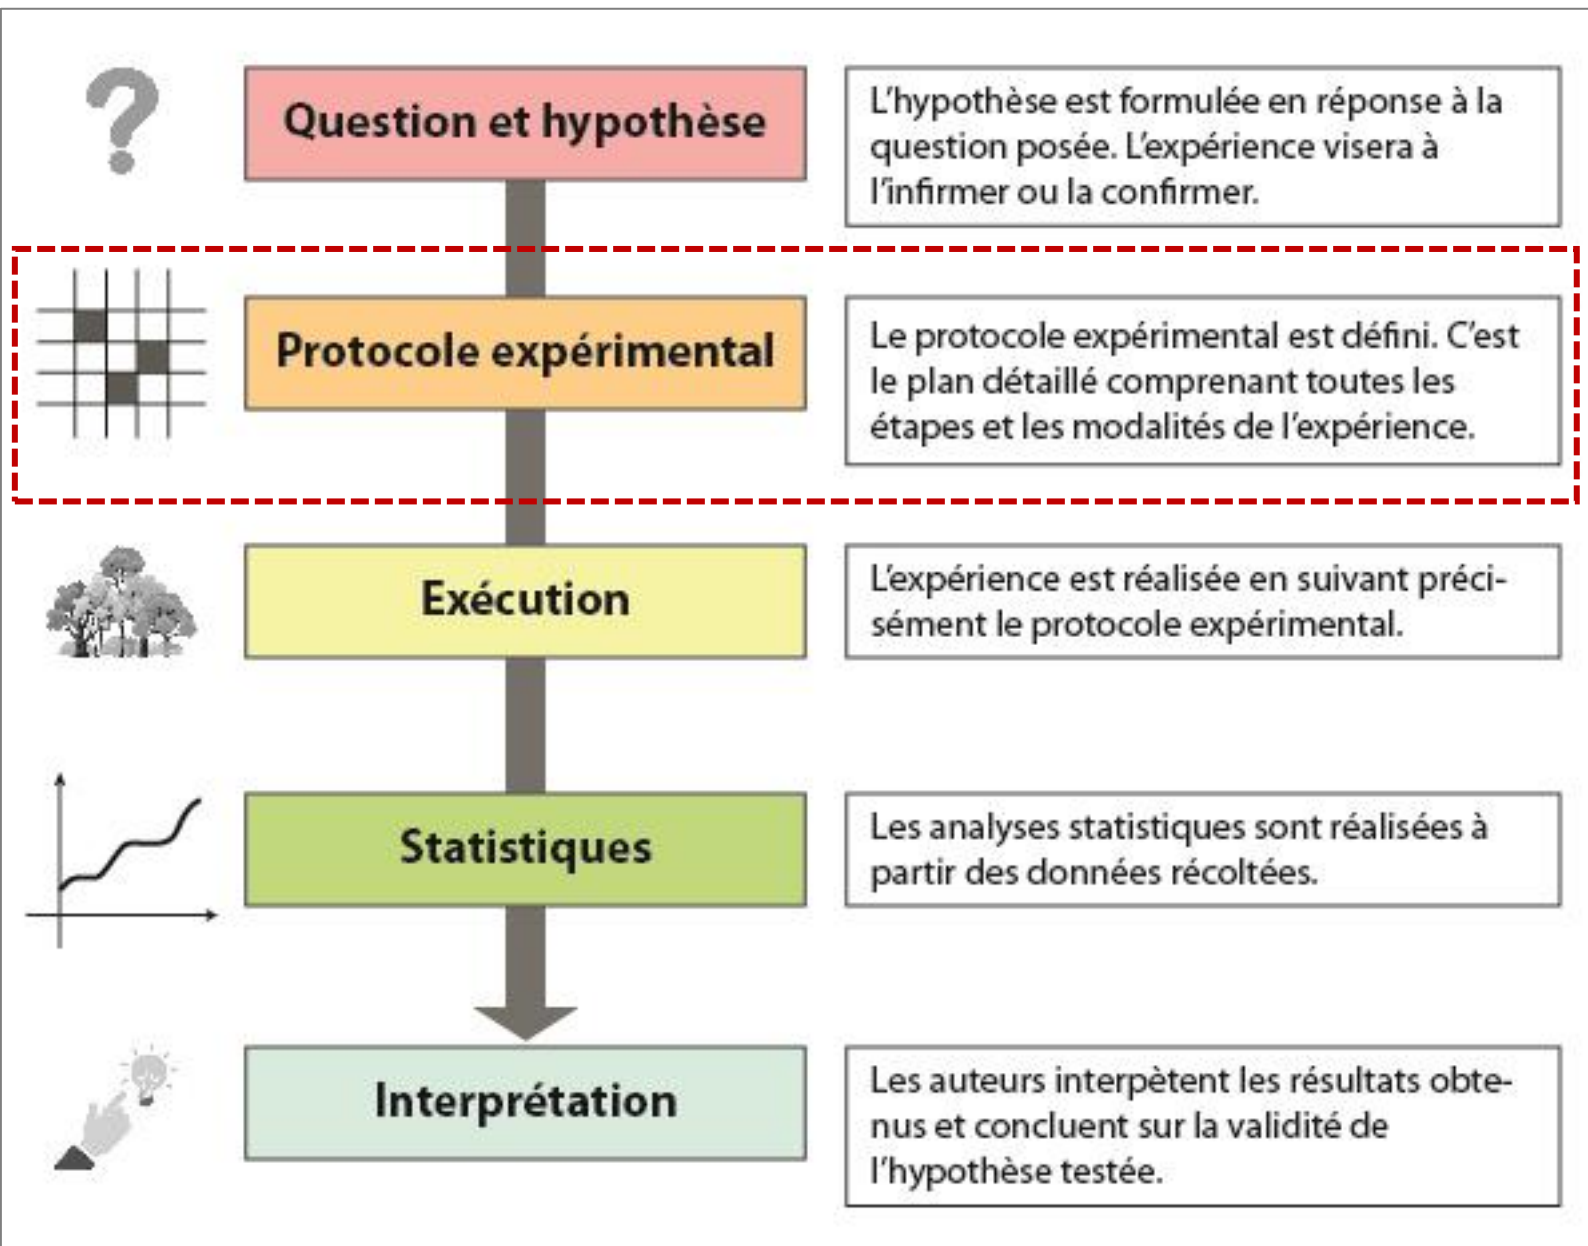 Question et hypothèse
L'hypothèse est formulée en réponse à la
question posée. L'expérience visera à
l'infirmer ou la confirmer.
Protocole expérimental
Le protocole expérimental est défini. C'est
le plan détaillé comprenant toutes les
étapes et les modalités de l'expérience.
Exécution
L'expérience est réalisée en suivant préci-
sément le protocole expérimental.
Statistiques
Les analyses statistiques sont réalisées à
partir des données récoltées.
Interprétation
Les auteurs interpètent les résultats obte-
nus et concluent sur la validité de
l'hypothèse testée.